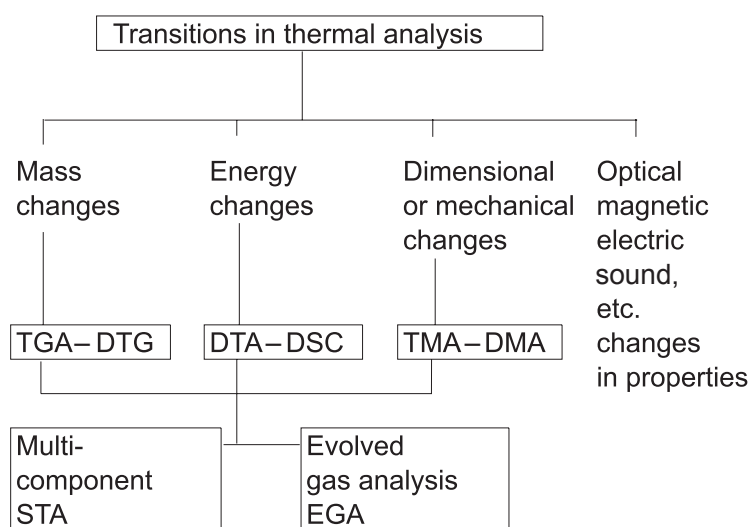 Transitions in thermal analysis
Mass
changes
Energy
changes
Dimensional
or mechanical
changes
Optical
magnetic
electric
sound,
etc.
changes
in properties
TGA – DTG
DTA – DSC
TMA – DMA
Multi-
component
STA
Evolved
gas analysis
EGA